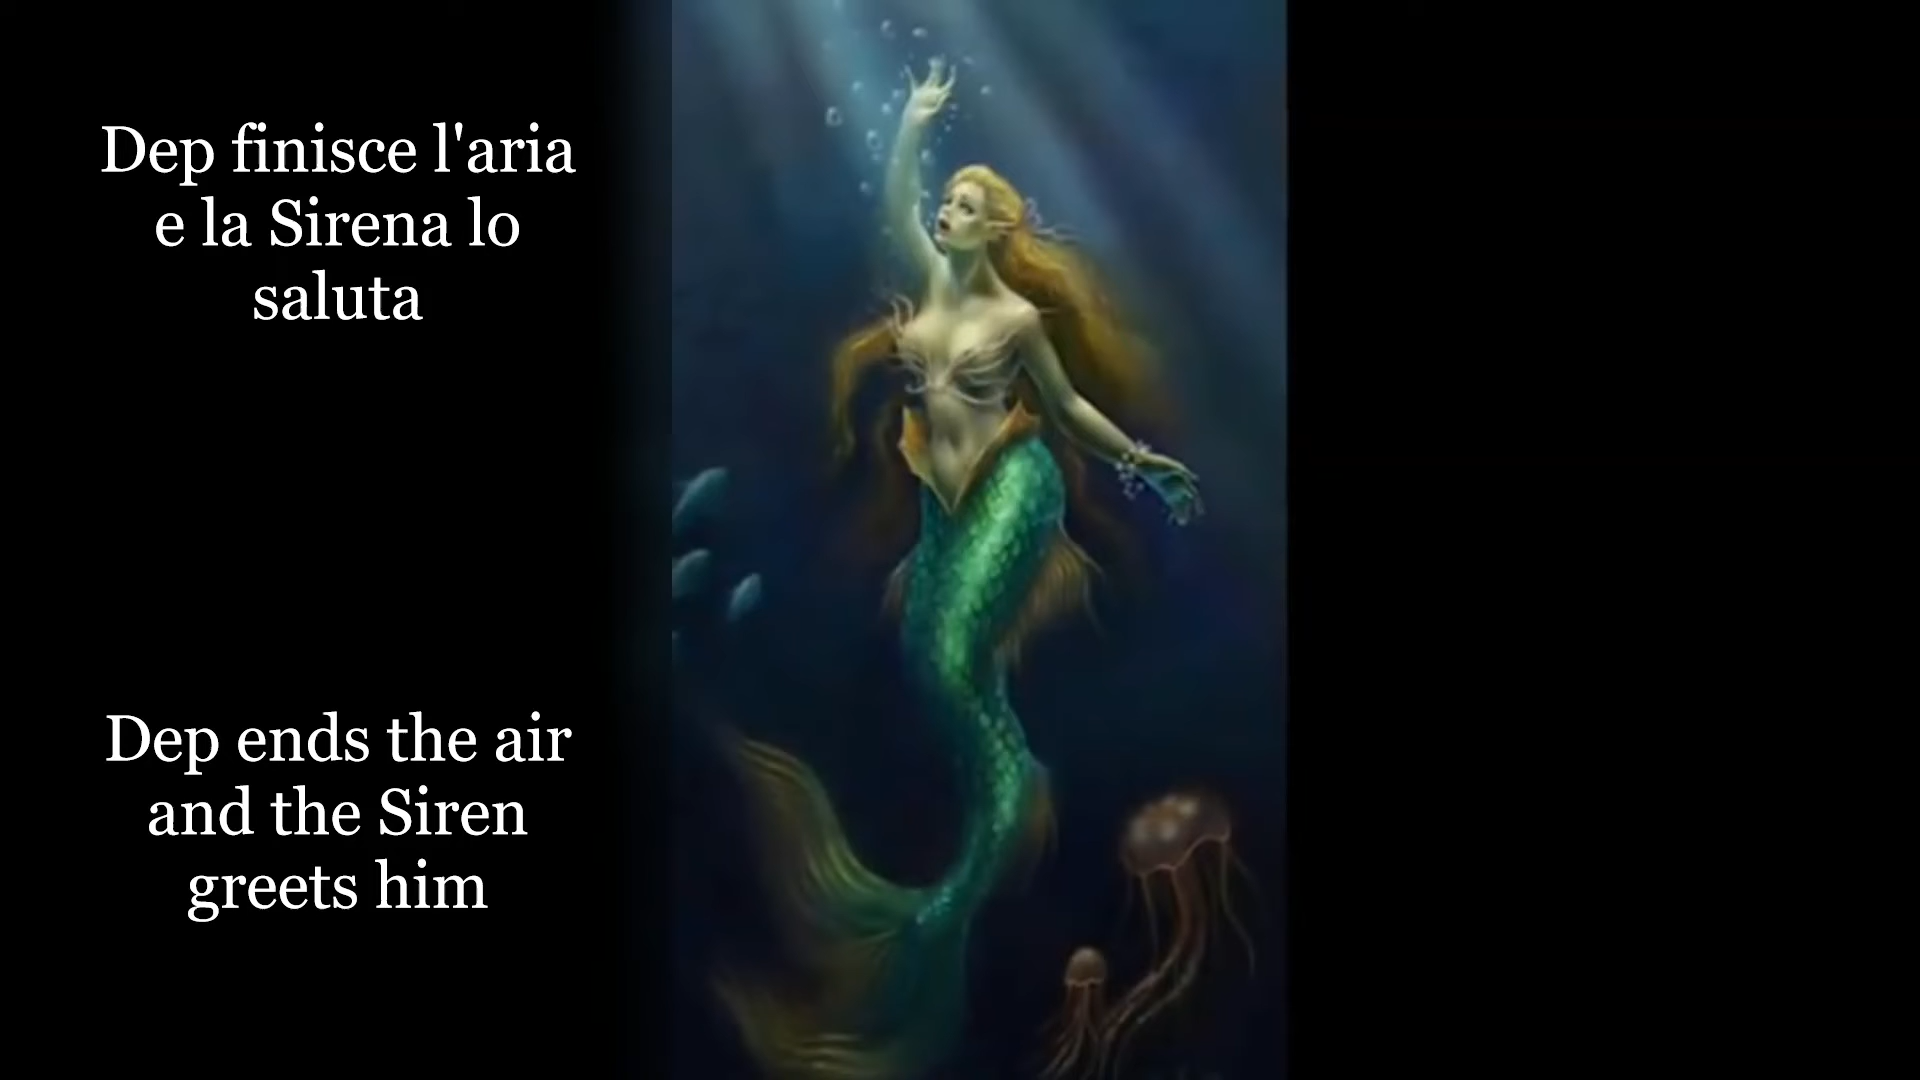 Dep finisce l'aria
e la Sirena lo
saluta
Dep ends the air
and the Siren
greets him